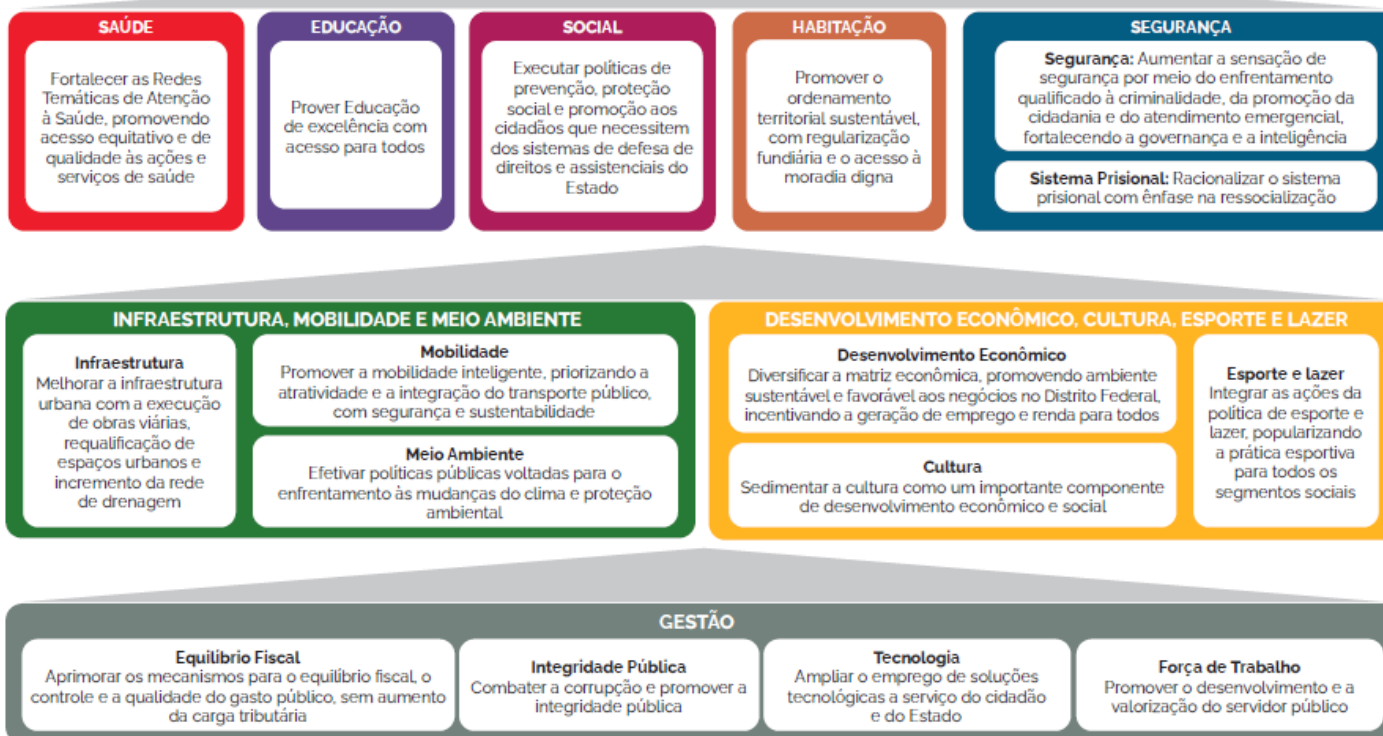 SAÚDE
Fortalecer as Redes
Temáticas de Atenção
à Saúde, promovendo
acesso equitativo e de
qualidade às ações e
serviços de saúde
EDUCAÇÃO
Prover Educação
de excelência com
acesso para todos
SOCIAL
Executar políticas de
prevenção, proteção
social e promoção aos
cidadãos que necessitem
dos sistemas de defesa de
direitos e assistenciais do
Estado
HABITAÇÃO
Promover o
ordenamento
territorial sustentável,
com regularização
fundiária e o acesso à
moradia digna
SEGURANÇA
Segurança: Aumentar a sensação de
segurança por meio do enfrentamento
qualificado à criminalidade, da promoção da
cidadania e do atendimento emergencial,
fortalecendo a governança e a inteligência
Sistema Prisional: Racionalizar o sistema
prisional com ênfase na ressocialização
INFRAESTRUTURA, MOBILIDADE E MEIO AMBIENTE
Infraestrutura
Melhorar a infraestrutura
urbana com a execução
de obras viárias,
requalificação de
espaços urbanos e
incremento da rede
de drenagem
Mobilidade
Promover a mobilidade inteligente, priorizando a
atratividade e a integração do transporte público,
com segurança e sustentabilidade
Meio Ambiente
Efetivar políticas públicas voltadas para o
enfrentamento às mudanças do clima e proteção
ambiental
DESENVOLVIMENTO ECONÔMICO, CULTURA, ESPORTE E LAZER
Desenvolvimento Econômico
Diversificar a matriz econômica, promovendo ambiente
sustentável e favorável aos negócios no Distrito Federal,
incentivando a geração de emprego e renda para todos
Cultura
Sedimentar a cultura como um importante componente
de desenvolvimento econômico e social
Esporte e lazer
Integrar as ações da
política de esporte e
lazer, popularizando
a prática esportiva
para todos os
segmentos sociais
GESTÃO
Equilíbrio Fiscal
Aprimorar os mecanismos para o equilíbrio fiscal, o
controle e a qualidade do gasto público, sem aumento
da carga tributária
Integridade Pública
Combater a corrupção e promover a
integridade pública
Tecnologia
Ampliar o emprego de soluções
tecnológicas a serviço do cidadão
e do Estado
Força de Trabalho
Promover o desenvolvimento e a
valorização do servidor público